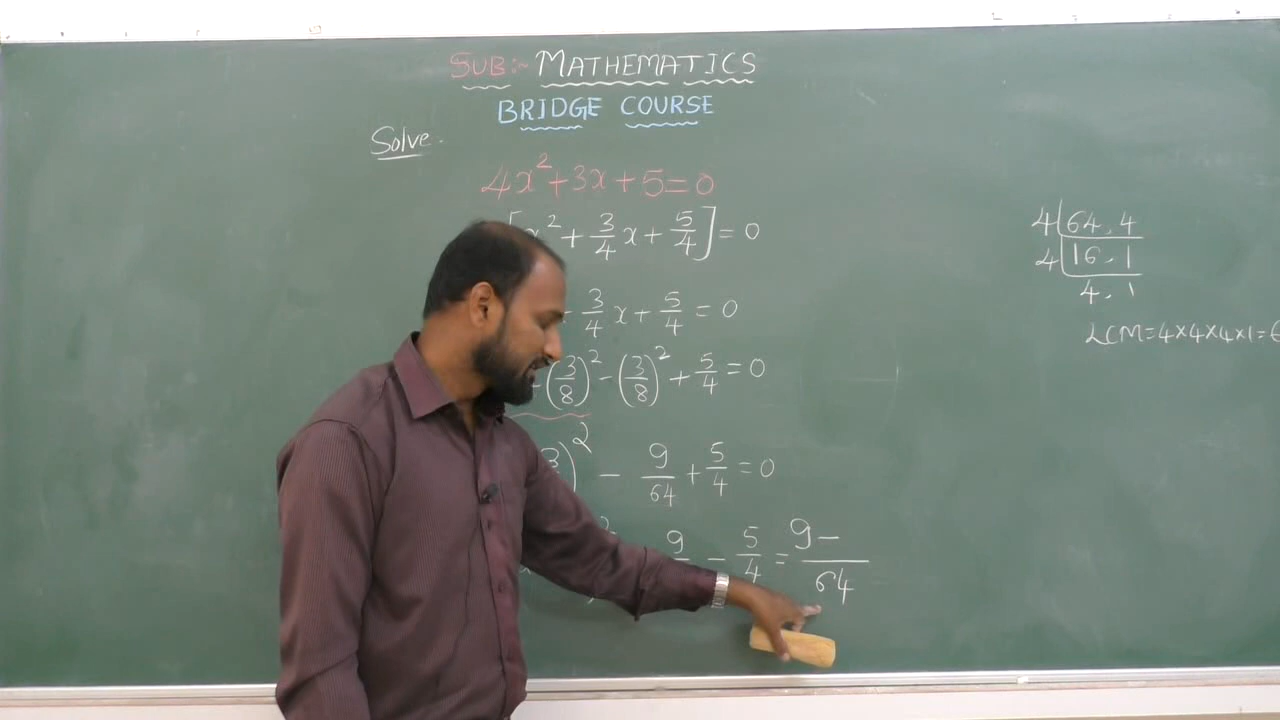 SUB:- MATHEMATICS
BRIDGE COURSE
Solve.
4x²+3x+5=0
[x² + 3/4 x + 5/4] = 0
3/4 x + 5/4 = 0
(3/8)² - (3/8)² + 5/4 = 0
3/8)² - 9/64 + 5/4 = 0
9 - 5/4 = 9-/64
4|64, 4
4|16, 1
4, 1
LCM=4×4×4×1=